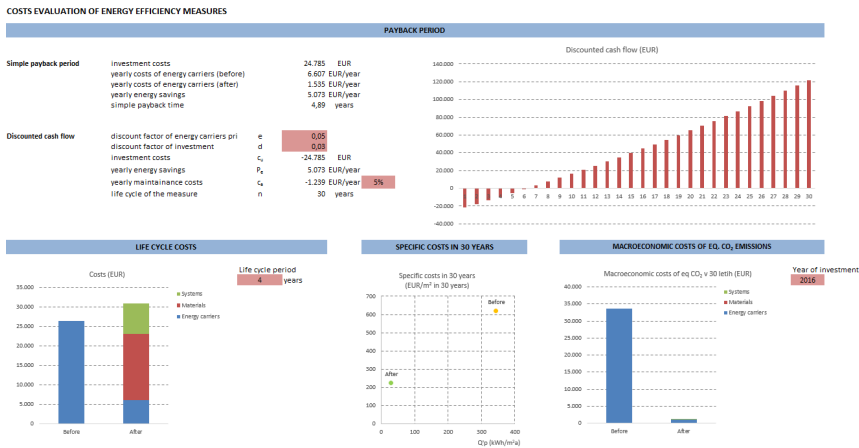 COSTS EVALUATION OF ENERGY EFFICIENCY MEASURES
PAYBACK PERIOD
Simple payback period
investment costs 24.785 EUR
yearly costs of energy carriers (before) 6.607 EUR/year
yearly costs of energy carriers (after) 1.535 EUR/year
yearly energy savings 5.073 EUR/year
simple payback time 4,89 years
Discounted cash flow
discount factor of energy carriers pri e 0,05
discount factor of investment d 0,03
investment costs -24.785 EUR
yearly energy savings 5.073 EUR/year
yearly maintainance costs -1.239 EUR/year 5%
life cycle of the measure n 30 years
Discounted cash flow (EUR)
140.000
120.000
100.000
80.000
60.000
40.000
20.000
0
-20.000
-40.000
5 6 7 8 9 10 11 12 13 14 15 16 17 18 19 20 21 22 23 24 25 26 27 28 29 30
LIFE CYCLE COSTS
Costs (EUR)
Life cycle period
4 years
35.000
30.000
25.000
20.000
15.000
10.000
5.000
0
Before After
Systems
Materials
Energy carriers
SPECIFIC COSTS IN 30 YEARS
Specific costs in 30 years
(EUR/m² in 30 years)
700
600
500
400
300
200
100
0
Before
After
0 100 200 300 400
Q'p (kWh/m²a)
MACROECONOMIC COSTS OF EQ. CO₂ EMISSIONS
Macroeconomic costs of eq CO₂ v 30 letih (EUR)
Year of investment
2016
40.000
35.000
30.000
25.000
20.000
15.000
10.000
5.000
0
Before After
Systems
Materials
Energy carriers